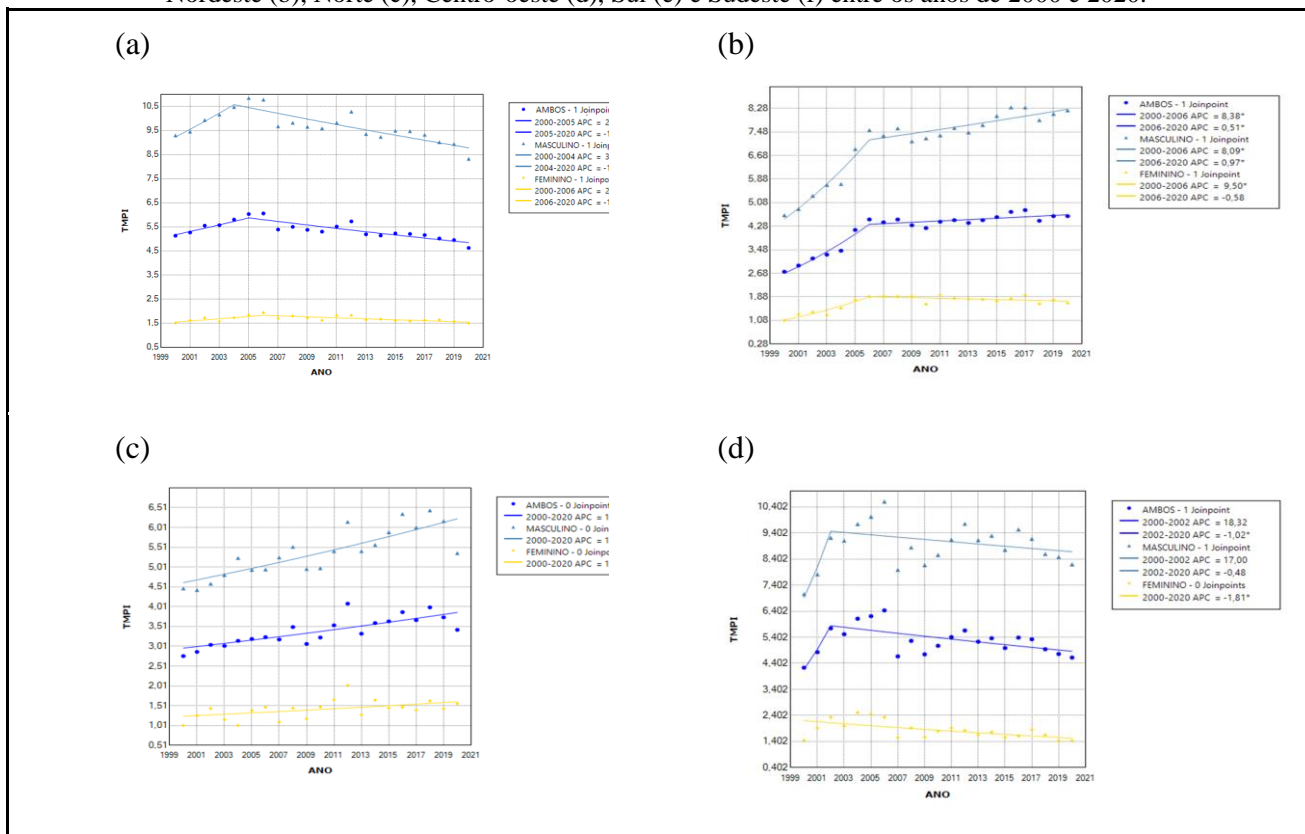 Nordeste (b), Norte (c), Centro-oeste (d), Sul (e) e Sudeste (f) entre os anos de 2000 e 2020.
(a)
10,5
9,5
8,5
7,5
6,5
5,5
4,5
3,5
2,5
1,5
0,5
TMPI
1999 2001 2003 2005 2007 2009 2011 2013 2015 2017 2019 2021
ANO
AMBOS - 1 Joinpoint
2000-2005 APC = 2
2005-2020 APC = -1
MASCULINO - 1 Joinpo
2000-2004 APC = 3
2004-2020 APC = -1
FEMININO - 1 Joinpo
2000-2006 APC = 2
2006-2020 APC = -1
(b)
8,28
7,48
6,68
5,88
5,08
4,28
3,48
2,68
1,88
1,08
0,28
TMPI
1999 2001 2003 2005 2007 2009 2011 2013 2015 2017 2019 2021
ANO
AMBOS - 1 Joinpoint
2000-2006 APC = 8,38*
2006-2020 APC = 0,51*
MASCULINO - 1 Joinpoint
2000-2006 APC = 8,09*
2006-2020 APC = 0,97*
FEMININO - 1 Joinpoint
2000-2006 APC = 9,50*
2006-2020 APC = -0,58
(c)
6,51
6,01
5,51
5,01
4,51
4,01
3,51
3,01
2,51
2,01
1,51
1,01
0,51
TMPI
1999 2001 2003 2005 2007 2009 2011 2013 2015 2017 2019 2021
ANO
AMBOS - 0 Joinpoint
2000-2020 APC = 1
MASCULINO - 0 Join
2000-2020 APC = 1
FEMININO - 0 Joinpo
2000-2020 APC = 1
(d)
10,402
9,402
8,402
7,402
6,402
5,402
4,402
3,402
2,402
1,402
0,402
TMPI
1999 2001 2003 2005 2007 2009 2011 2013 2015 2017 2019 2021
ANO
AMBOS - 1 Joinpoint
2000-2002 APC = 18,32
2002-2020 APC = -1,02*
MASCULINO - 1 Joinpoint
2000-2002 APC = 17,00
2002-2020 APC = -0,48
FEMININO - 0 Joinpoints
2000-2020 APC = -1,81*